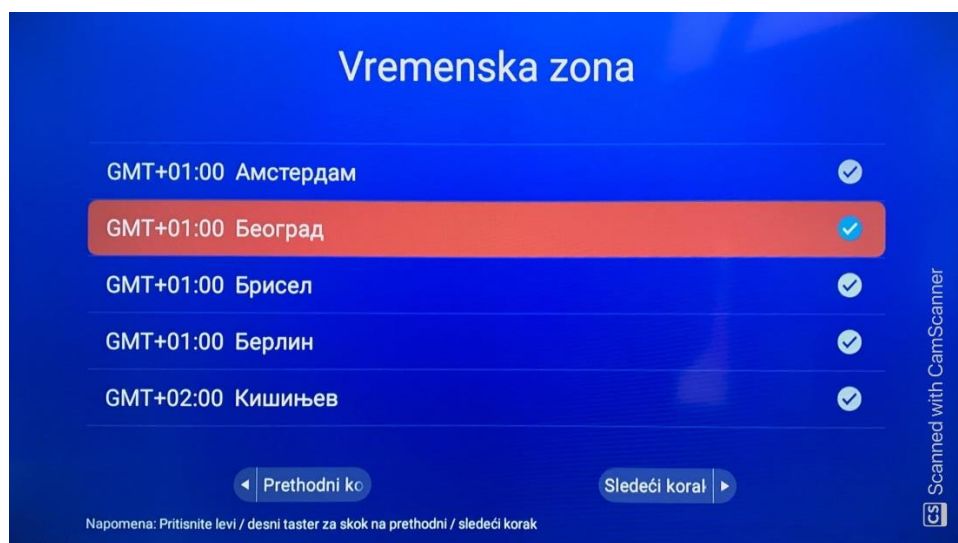 Vremenska zona
GMT+01:00 Амстердам
GMT+01:00 Београд
GMT+01:00 Брисел
GMT+01:00 Берлин
GMT+02:00 Кишињев
Prethodni ko
Sledeći korak
Napomena: Pritisnite levi / desni taster za skok na prethodni / sledeći korak
CS Scanned with CamScanner